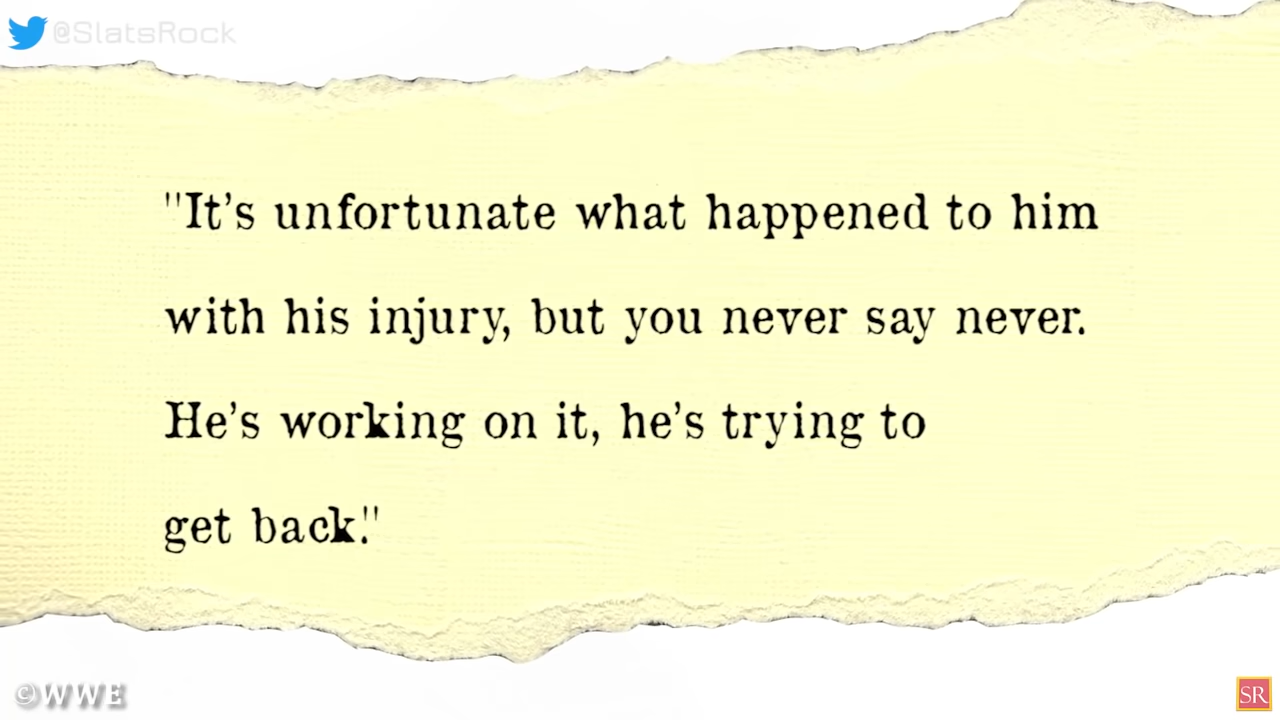 @SlatsRock
"It's unfortunate what happened to him
with his injury, but you never say never.
He's working on it, he's trying to
get back."
©WWE
SR